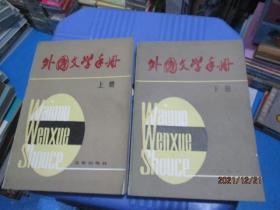 外国文学手册
上册
Waiguo
Wenxue
Shouce
外国文学手册
下册
Waiguo
Wenxue
Shouce
2021/12/21